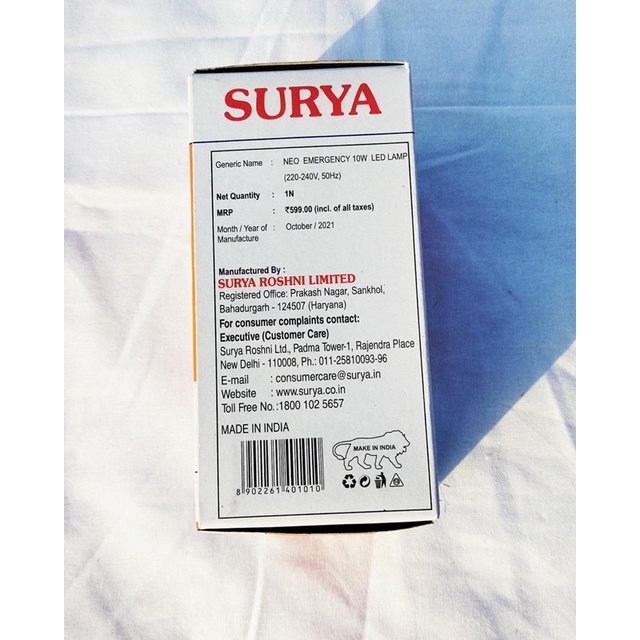 SURYA
Generic Name : NEO EMERGENCY 10W LED LAMP
(220-240V, 50Hz)
Net Quantity : 1N
MRP : ₹599.00 (incl. of all taxes)
Month / Year of : October / 2021
Manufacture
Manufactured By :
SURYA ROSHNI LIMITED
Registered Office: Prakash Nagar, Sankhol,
Bahadurgarh - 124507 (Haryana)
For consumer complaints contact:
Executive (Customer Care)
Surya Roshni Ltd., Padma Tower-1, Rajendra Place
New Delhi - 110008, Ph.: 011-25810093-96
E-mail : consumercare@surya.in
Website : www.surya.co.in
Toll Free No.:1800 102 5657
MADE IN INDIA
MAKE IN INDIA
8 902261 401010